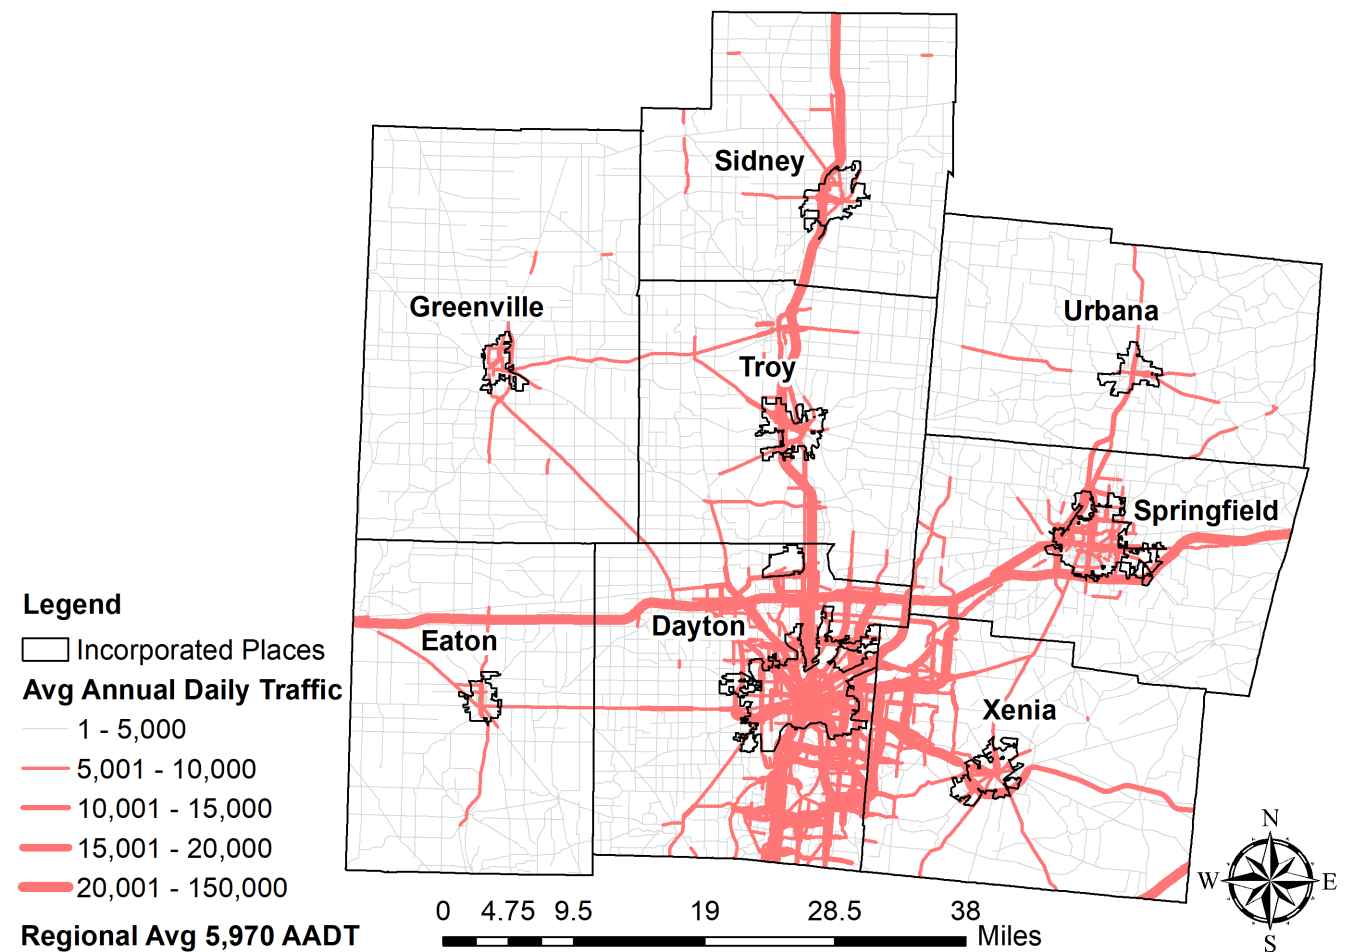 Sidney
Greenville
Urbana
Troy
Springfield
Dayton
Eaton
Xenia
Legend
Incorporated Places
Avg Annual Daily Traffic
1 - 5,000
5,001 - 10,000
10,001 - 15,000
15,001 - 20,000
20,001 - 150,000
Regional Avg 5,970 AADT
0 4.75 9.5 19 28.5 38
Miles
N
W E
S